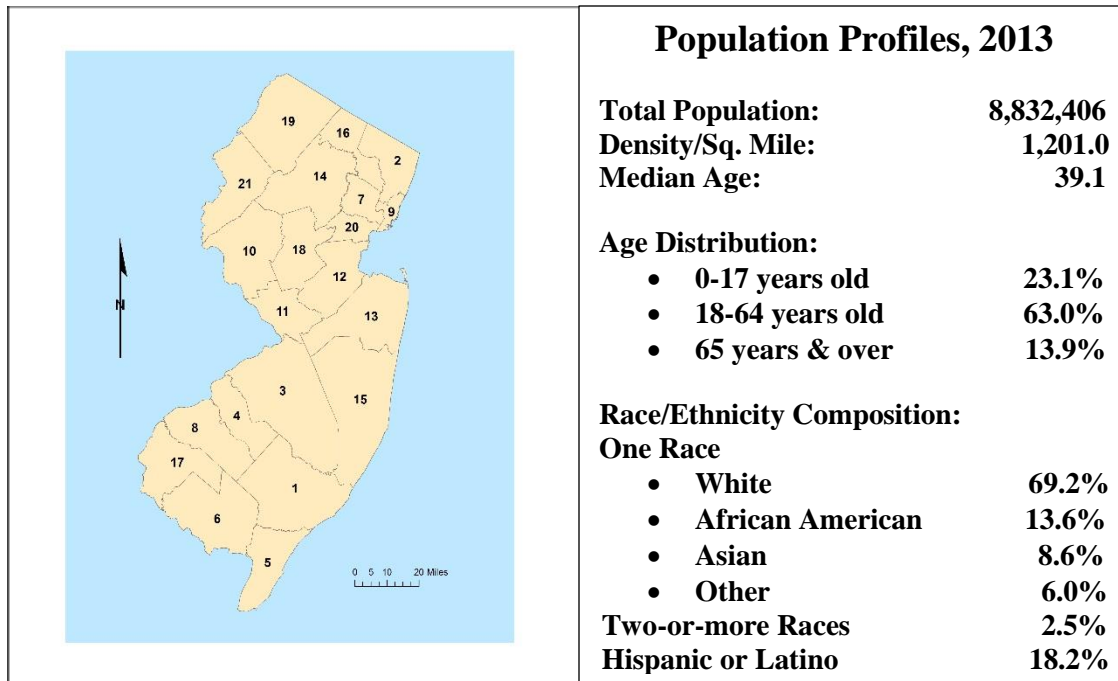 19
16
2
14
21
7
9
20
10
18
12
11
N
13
3
15
4
8
17
1
6
5
0 5 10 20 Miles
Population Profiles, 2013
Total Population: 8,832,406
Density/Sq. Mile: 1,201.0
Median Age: 39.1
Age Distribution:
• 0-17 years old 23.1%
• 18-64 years old 63.0%
• 65 years & over 13.9%
Race/Ethnicity Composition:
One Race
• White 69.2%
• African American 13.6%
• Asian 8.6%
• Other 6.0%
Two-or-more Races 2.5%
Hispanic or Latino 18.2%